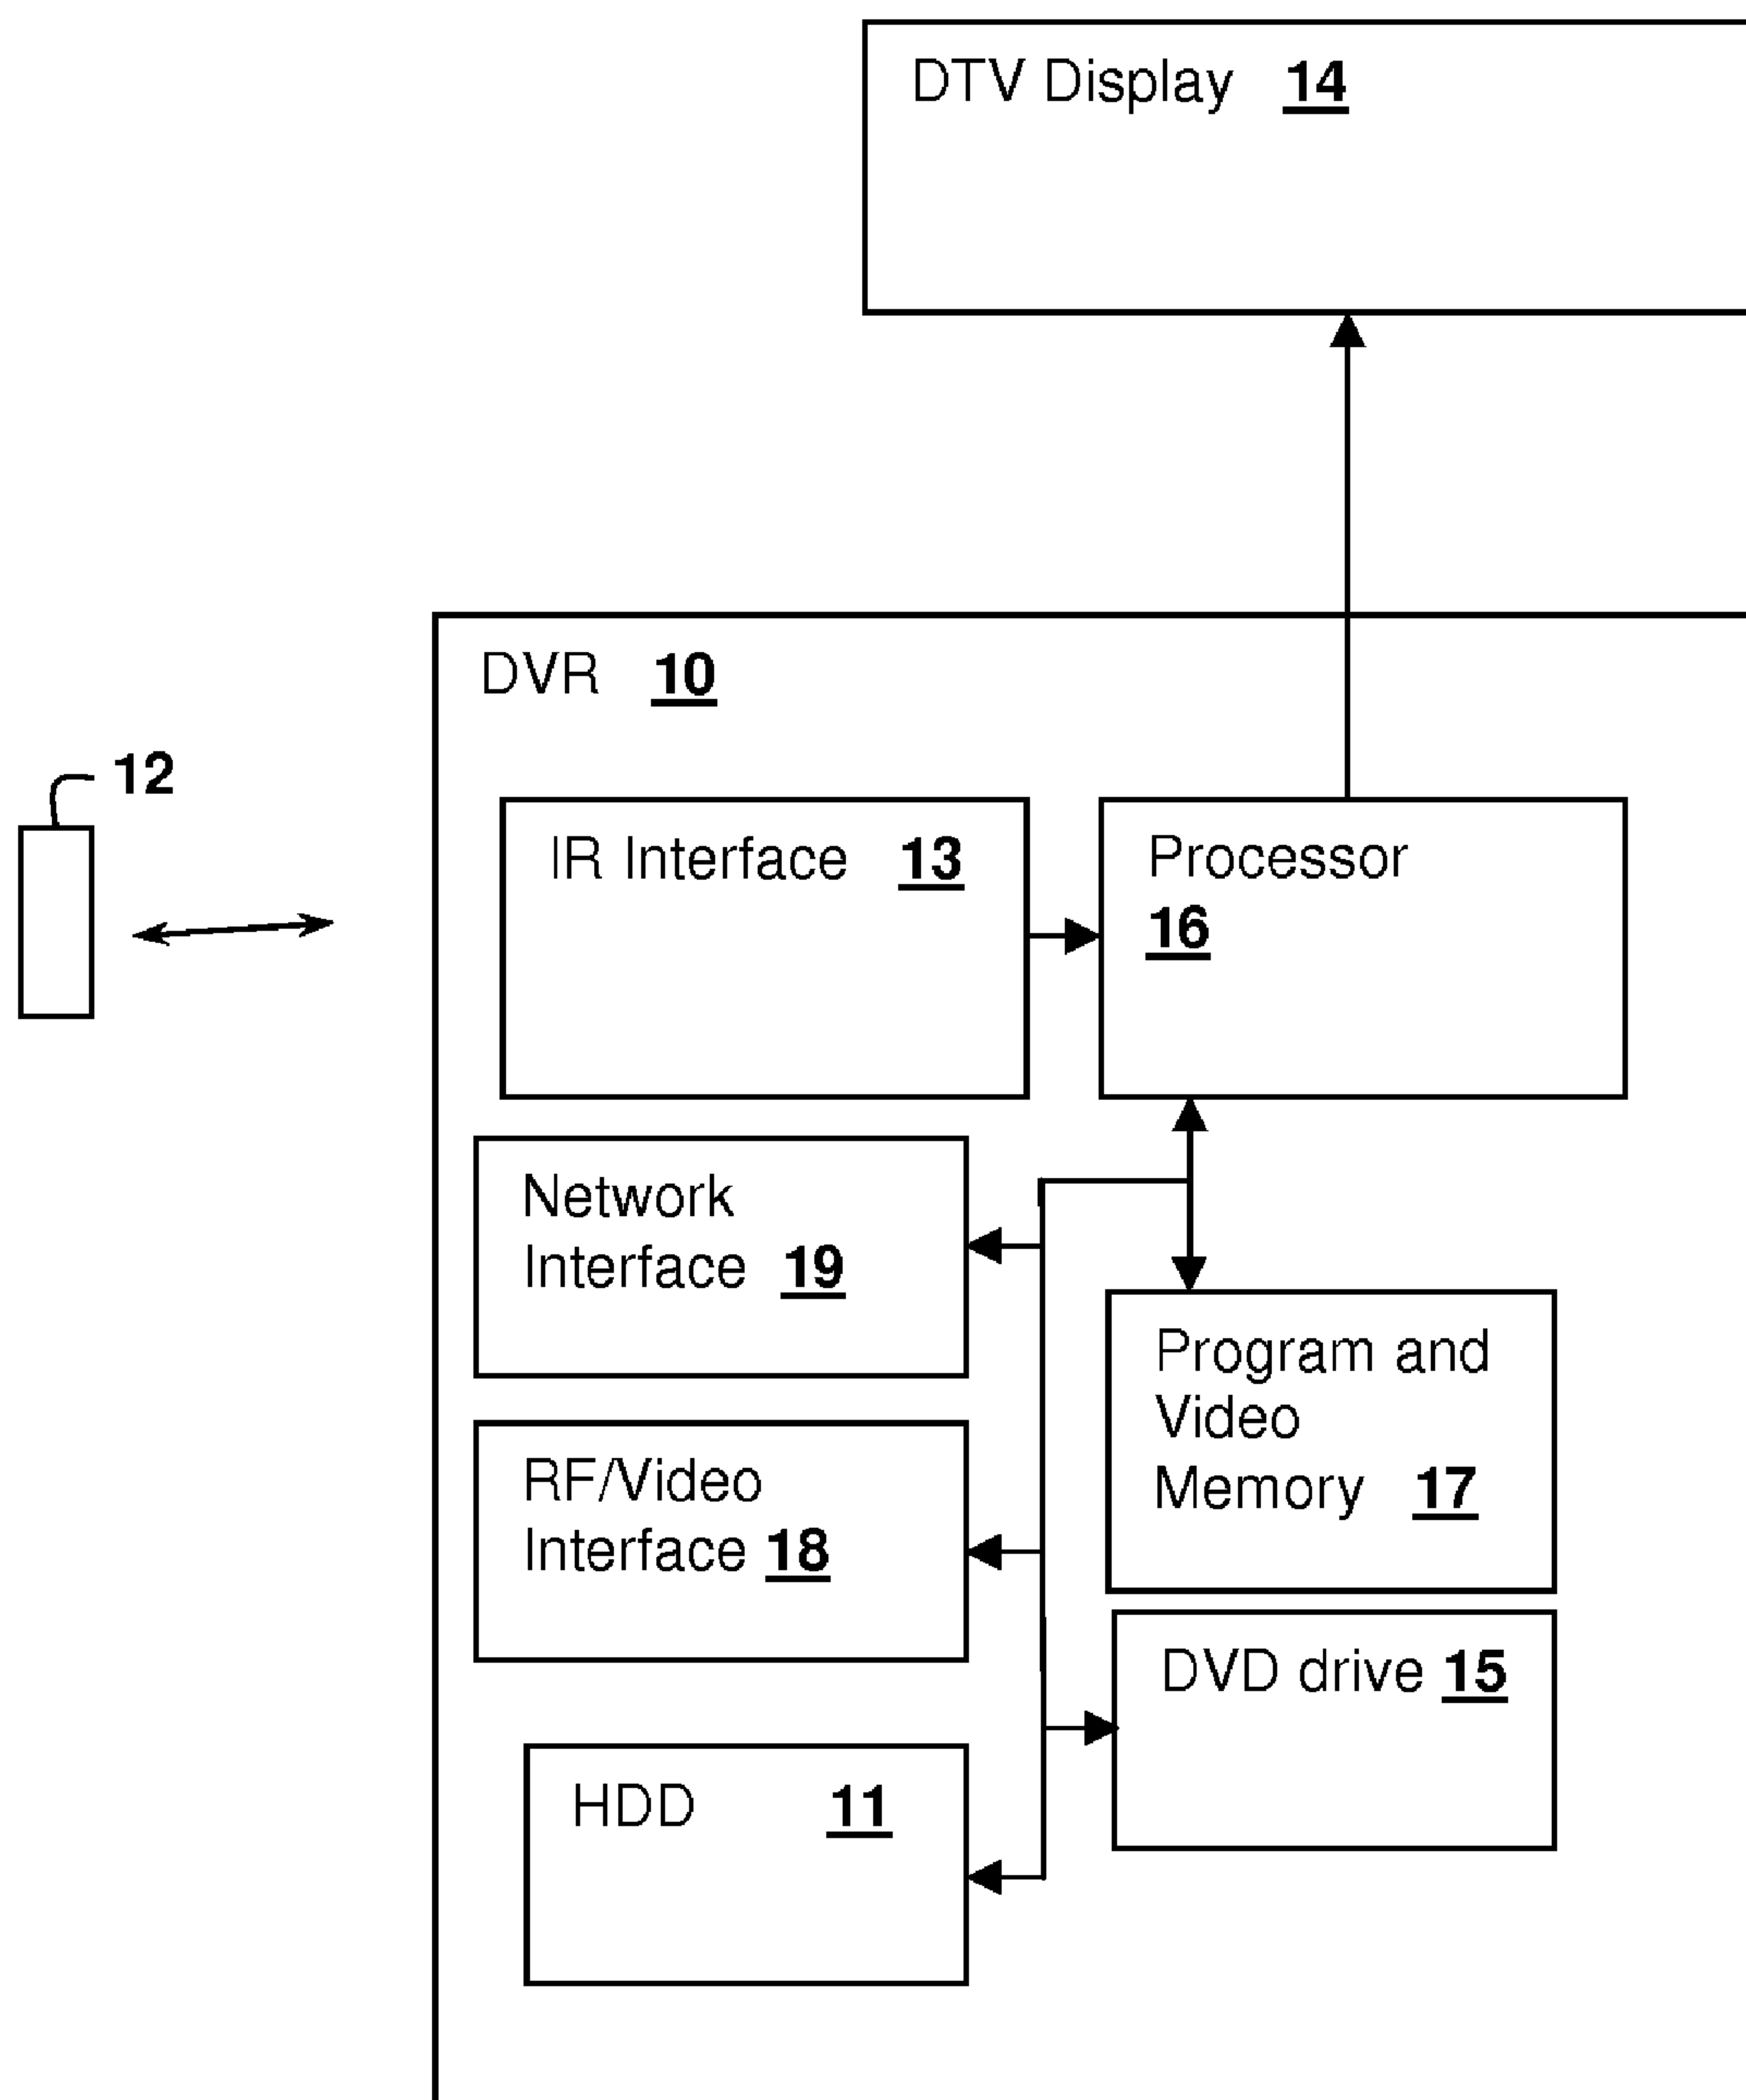 DTV Display 14
DVR 10
12
IR Interface 13
Processor
16
Network
Interface 19
Program and
Video
Memory 17
RF/Video
Interface 18
DVD drive 15
HDD 11